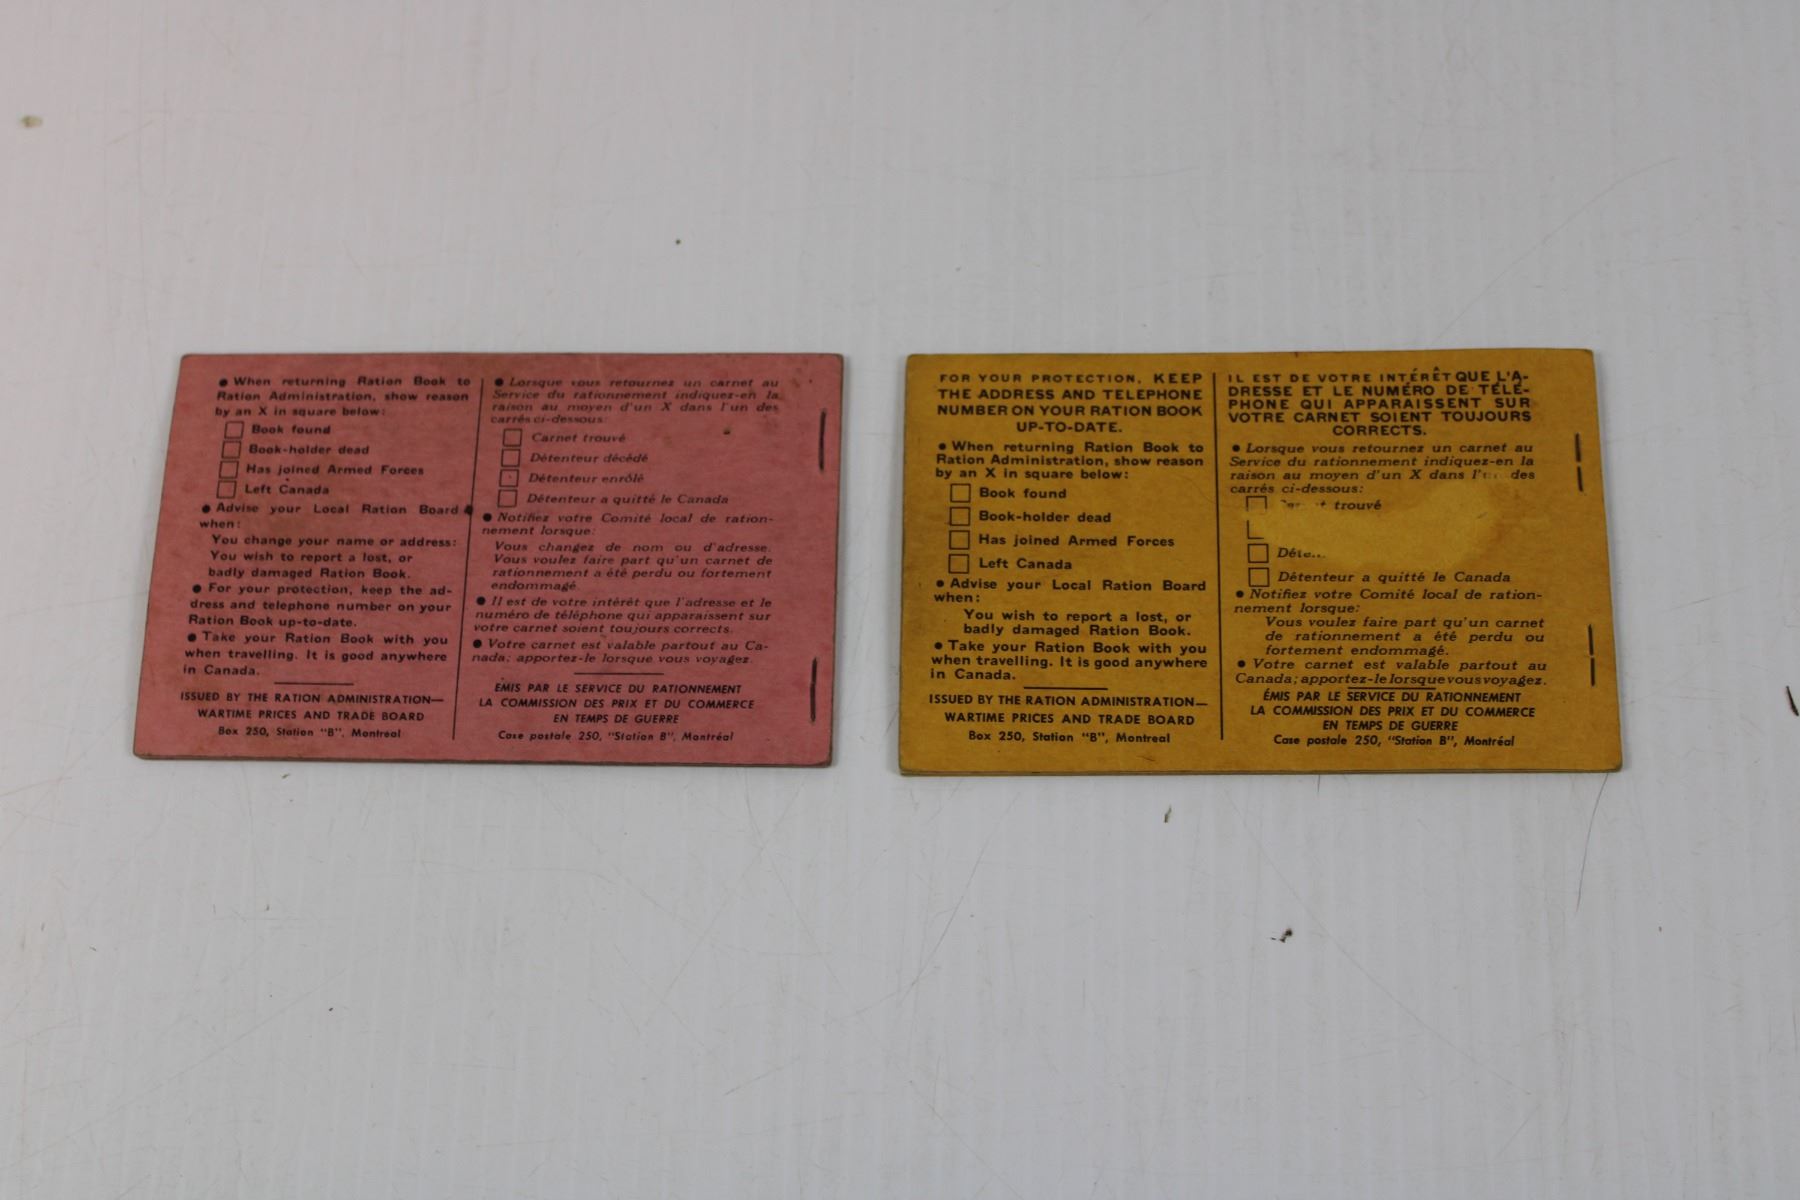 ● When returning Ration Book to
Ration Administration, show reason
by an X in square below:
Book found
Book-holder dead
Has joined Armed Forces
Left Canada
● Advise your Local Ration Board
when:
You change your name or address:
You wish to report a lost, or
badly damaged Ration Book.
● For your protection, keep the ad-
dress and telephone number on your
Ration Book up-to-date.
● Take your Ration Book with you
when travelling. It is good anywhere
in Canada.
ISSUED BY THE RATION ADMINISTRATION—
WARTIME PRICES AND TRADE BOARD
Box 250, Station "B", Montreal
● Lorsque vous retournez un carnet au
Service du rationnement indiquez-en la
raison au moyen d'un X dans l'un des
carrés ci-dessous:
Carnet trouvé
Détenteur décédé
Détenteur enrôlé
Détenteur a quitté le Canada
● Notifiez votre Comité local de ration-
nement lorsque:
Vous changez de nom ou d'adresse.
Vous voulez faire part qu'un carnet de
rationnement a été perdu ou fortement
endommagé
● Il est de votre intérêt que l'adresse et le
numéro de téléphone qui apparaissent sur
votre carnet soient toujours corrects.
● Votre carnet est valable partout au Ca-
nada; apportez-le lorsque vous voyagez.
ÉMIS PAR LE SERVICE DU RATIONNEMENT
LA COMMISSION DES PRIX ET DU COMMERCE
EN TEMPS DE GUERRE
Case postale 250, "Station B", Montréal
FOR YOUR PROTECTION, KEEP
THE ADDRESS AND TELEPHONE
NUMBER ON YOUR RATION BOOK
UP-TO-DATE.
● When returning Ration Book to
Ration Administration, show reason
by an X in square below:
Book found
Book-holder dead
Has joined Armed Forces
Left Canada
● Advise your Local Ration Board
when:
You wish to report a lost, or
badly damaged Ration Book.
● Take your Ration Book with you
when travelling. It is good anywhere
in Canada.
ISSUED BY THE RATION ADMINISTRATION—
WARTIME PRICES AND TRADE BOARD
Box 250, Station "B", Montreal
IL EST DE VOTRE INTÉRÊT QUE L'A-
DRESSE ET LE NUMÉRO DE TÉLÉ-
PHONE QUI APPARAISSENT SUR
VOTRE CARNET SOIENT TOUJOURS
CORRECTS.
● Lorsque vous retournez un carnet au
Service du rationnement indiquez-en la
raison au moyen d'un X dans des
carrés ci-dessous:
trouvé
Détenteur a quitté le Canada
● Notifiez votre Comité local de ration-
nement lorsque:
Vous voulez faire part qu'un carnet
de rationnement a été perdu ou
fortement endommagé.
● Votre carnet est valable partout au
Canada; apportez-le lorsque vous voyagez.
ÉMIS PAR LE SERVICE DU RATIONNEMENT
LA COMMISSION DES PRIX ET DU COMMERCE
EN TEMPS DE GUERRE
Case postale 250, "Station B", Montréal